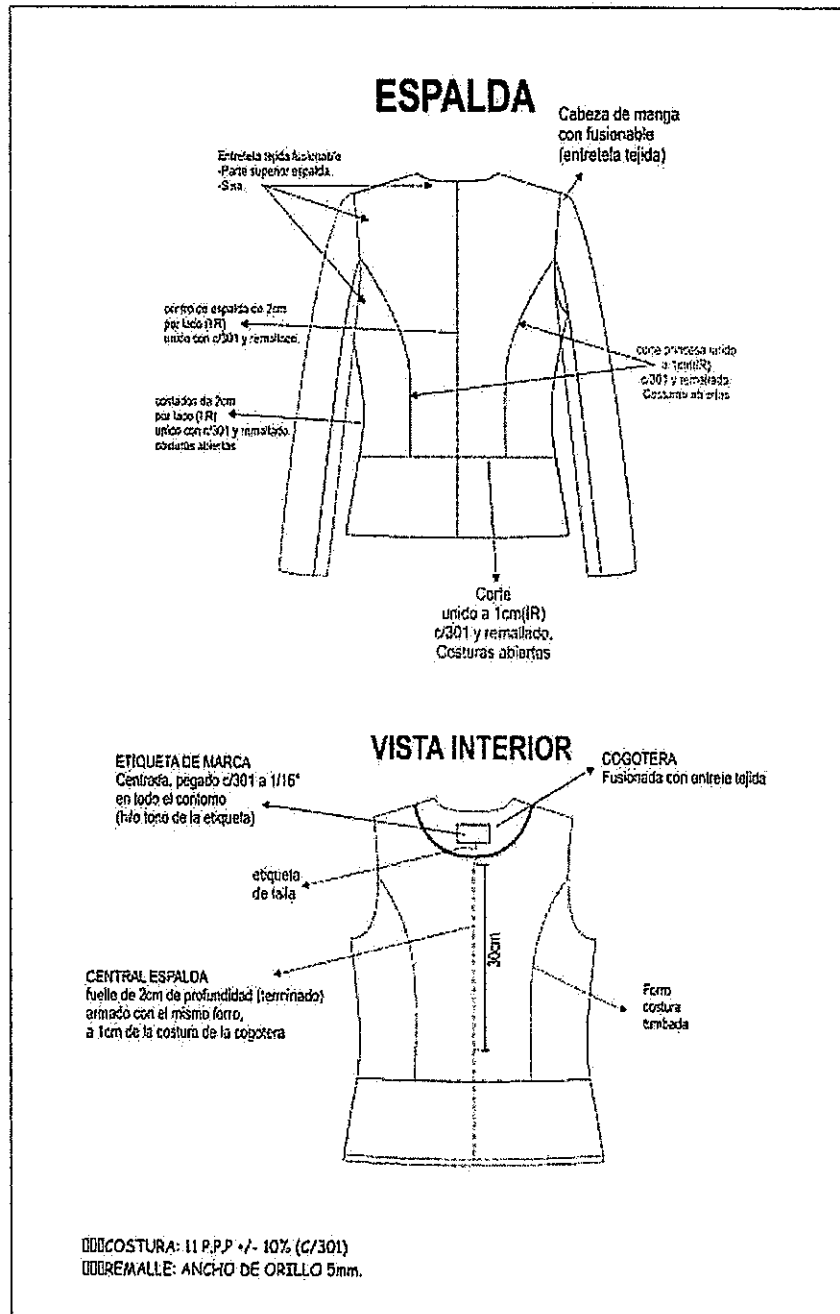 ESPALDA
Cabeza de manga
con fusionable
(entretela tejida)
Entretela tejida fusionable
-Parte superior espalda.
-Sisa.
centro de espalda de 2cm
por lado (IR)
unido con c/301 y remallado.
corte princesa unido
a 1cm(IR)
c/301 y remallado.
Costuras abiertas
costados de 2cm
por lado (IR)
unido con c/301 y remallado.
costuras abiertas
Corte
unido a 1cm(IR)
c/301 y remallado.
Costuras abiertas
VISTA INTERIOR
ETIQUETA DE MARCA
Centrada, pegado c/301 a 1/16"
en todo el contorno
(hilo tono de la etiqueta)
COGOTERA
Fusionada con entrele tejida
etiqueta
de talla
30cm
CENTRAL ESPALDA
fuelle de 2cm de profundidad (terminado)
armado con el mismo forro,
a 1cm de la costura de la cogotera
Forro
costura
tumbada
COSTURA: 11 P.P.P +/- 10% (C/301)
REMALLE: ANCHO DE ORILLO 5mm.